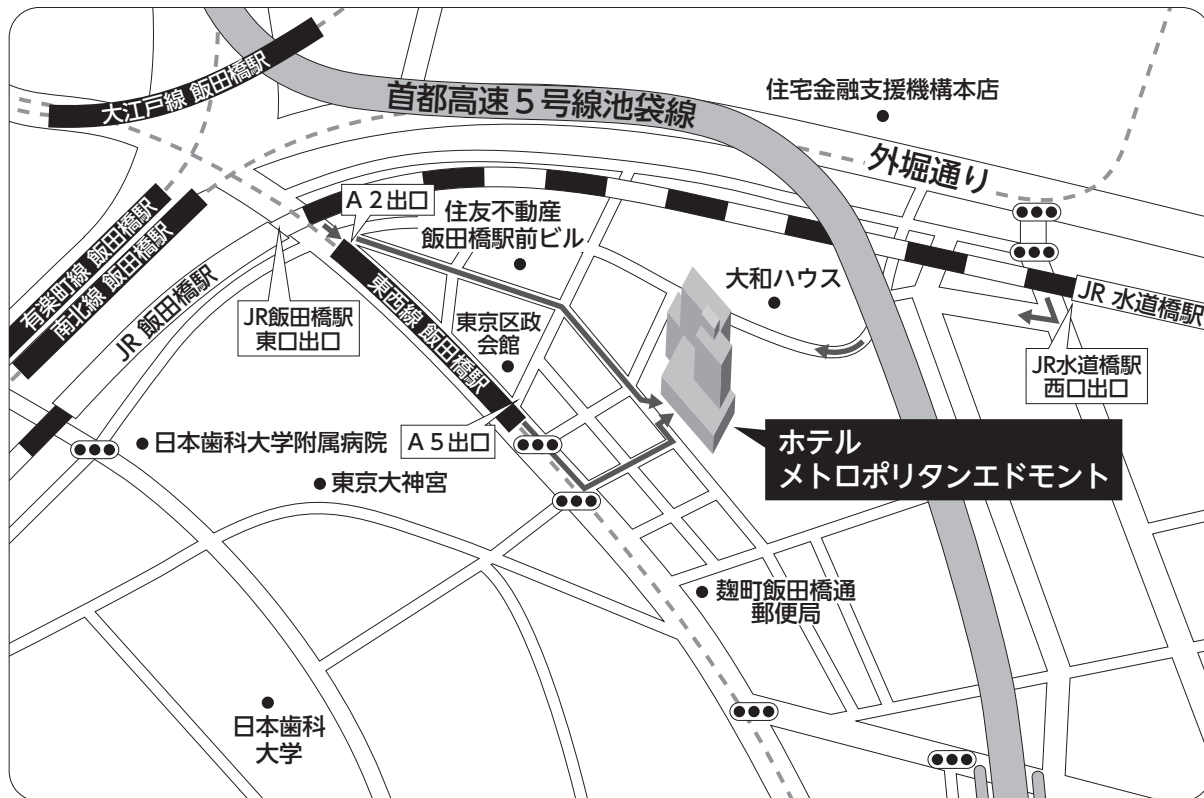 大江戸線 飯田橋駅
首都高速5号線池袋線
住宅金融支援機構本店
外堀通り
有楽町線 飯田橋駅
南北線 飯田橋駅
JR 飯田橋駅
A2出口
住友不動産
飯田橋駅前ビル
大和ハウス
JR 水道橋駅
JR飯田橋駅
東口出口
東西線 飯田橋駅
東京区政
会館
JR水道橋駅
西口出口
日本歯科大学附属病院
A5出口
ホテル
メトロポリタンエドモント
東京大神宮
麹町飯田橋通
郵便局
日本歯科
大学